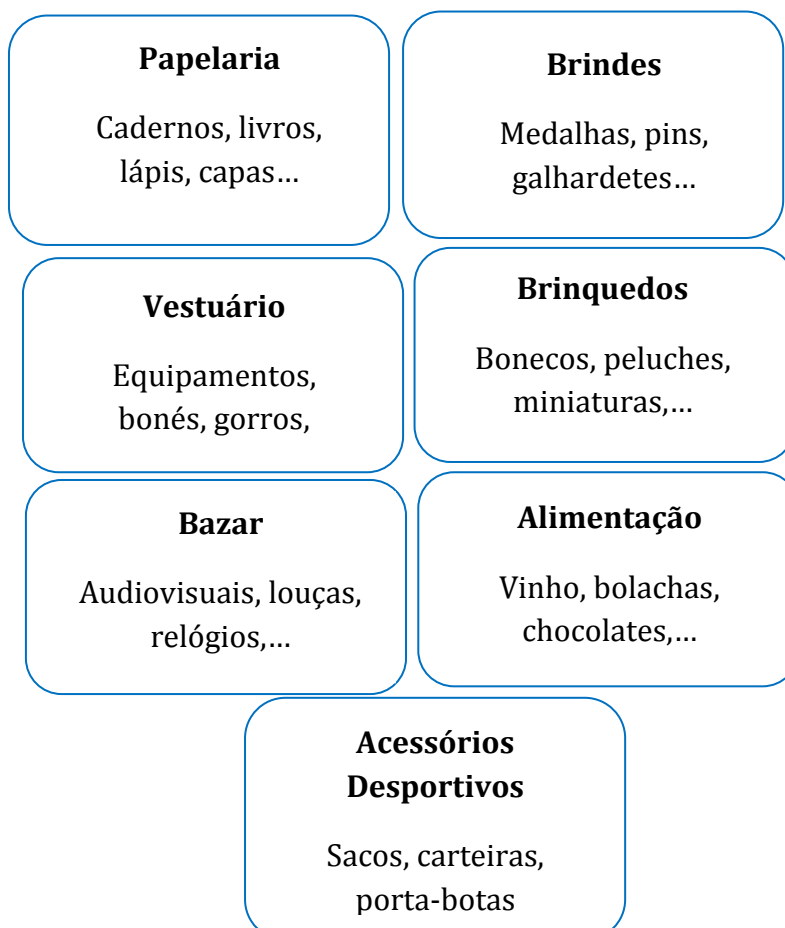 Papelaria
Cadernos, livros,
lápis, capas…
Brindes
Medalhas, pins,
galhardetes…
Vestuário
Equipamentos,
bonés, gorros,
Brinquedos
Bonecos, peluches,
miniaturas,…
Bazar
Audiovisuais, louças,
relógios,…
Alimentação
Vinho, bolachas,
chocolates,…
Acessórios
Desportivos
Sacos, carteiras,
porta-botas